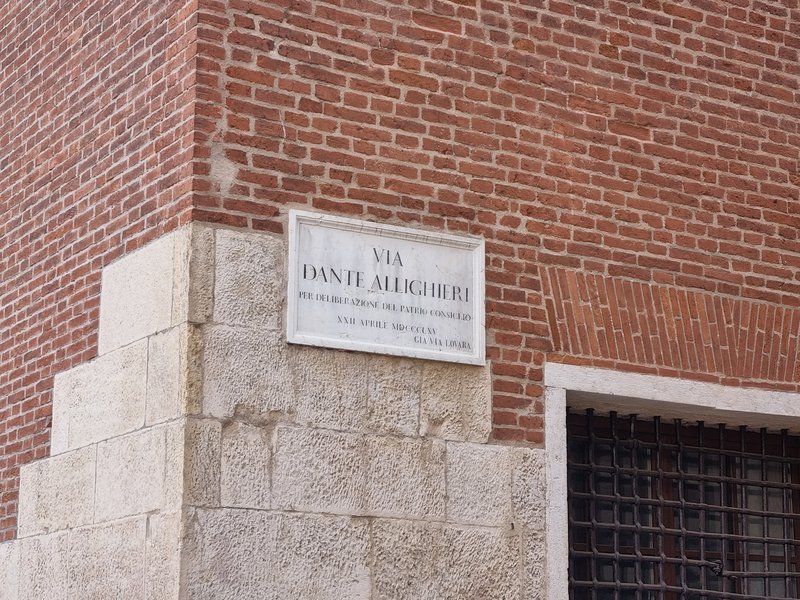 VIA
DANTE ALLIGHIERI
PER DELIBERAZIONE DEL PATRIO CONSIGLIO
XXII APRILE MDCCCLXV
GIA VIA LOVARA